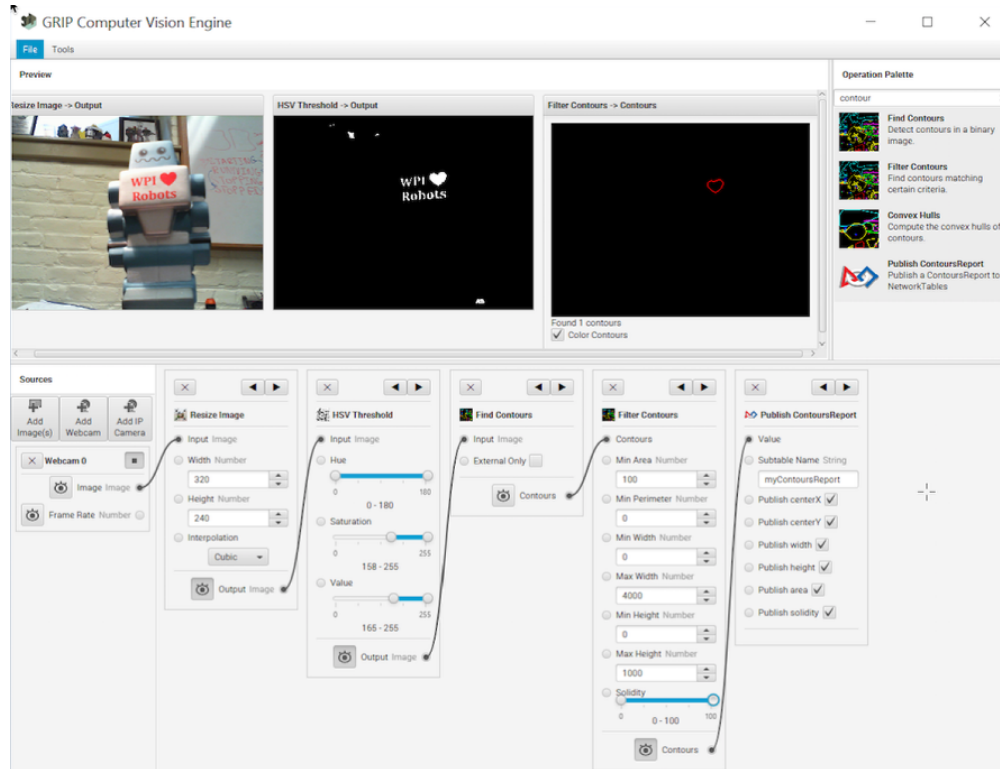 GRIP Computer Vision Engine
File Tools
Preview
Resize Image -> Output
WPI
Robots
HSV Threshold -> Output
WPI
Robots
Filter Contours -> Contours
Found 1 contours
Color Contours
Operation Palette
contour
Find Contours
Detect contours in a binary
image.
Filter Contours
Find contours matching
certain criteria.
Convex Hulls
Compute the convex hulls of
contours.
Publish ContoursReport
Publish a ContoursReport to
NetworkTables
Sources
Add
Image(s)
Add
Webcam
Add IP
Camera
Webcam 0
Image Image
Frame Rate Number
Resize Image
Input Image
Width Number
320
Height Number
240
Interpolation
Cubic
Output Image
HSV Threshold
Input Image
Hue
0 180
0 - 180
Saturation
0 255
158 - 255
Value
0 255
165 - 255
Output Image
Find Contours
Input Image
External Only
Contours
Filter Contours
Contours
Min Area Number
100
Min Perimeter Number
0
Min Width Number
0
Max Width Number
4000
Min Height Number
0
Max Height Number
1000
Solidity
0 100
0 - 100
Contours
Publish ContoursReport
Value
Subtable Name String
myContoursReport
Publish centerX
Publish centerY
Publish width
Publish height
Publish area
Publish solidity